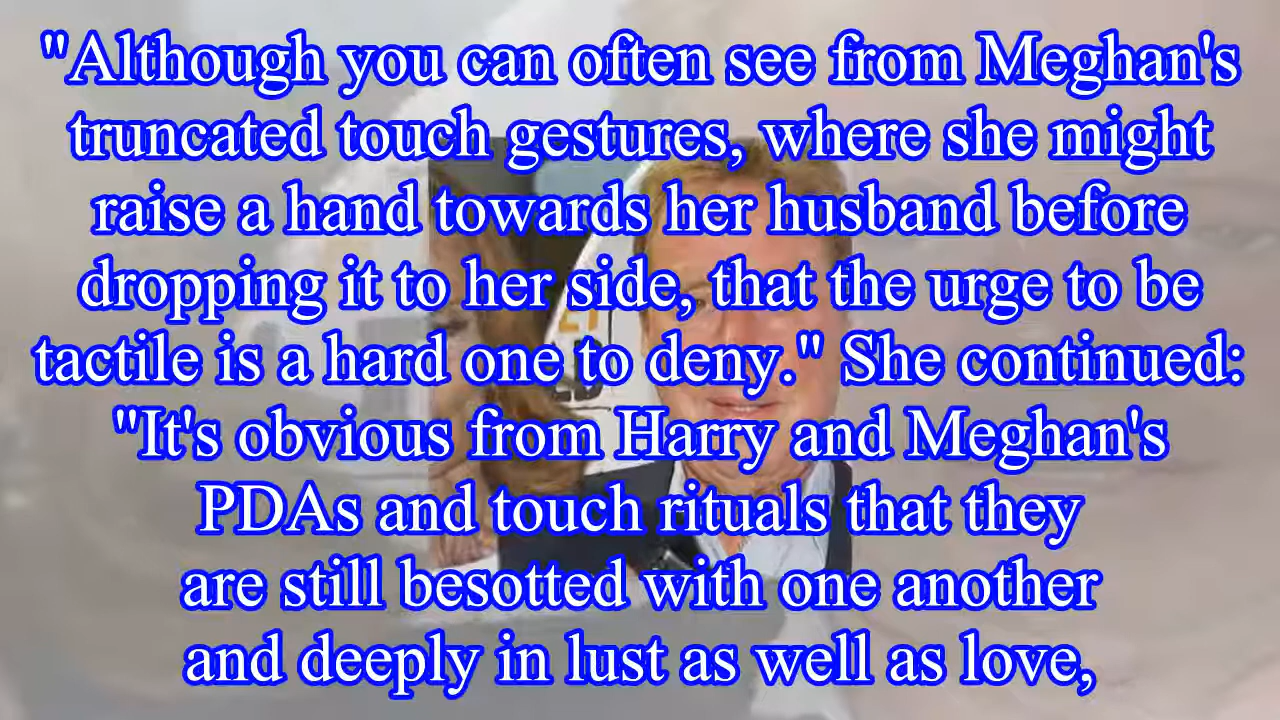 "Although you can often see from Meghan's
truncated touch gestures, where she might
raise a hand towards her husband before
dropping it to her side, that the urge to be
tactile is a hard one to deny." She continued:
"It's obvious from Harry and Meghan's
PDAs and touch rituals that they
are still besotted with one another
and deeply in lust as well as love,